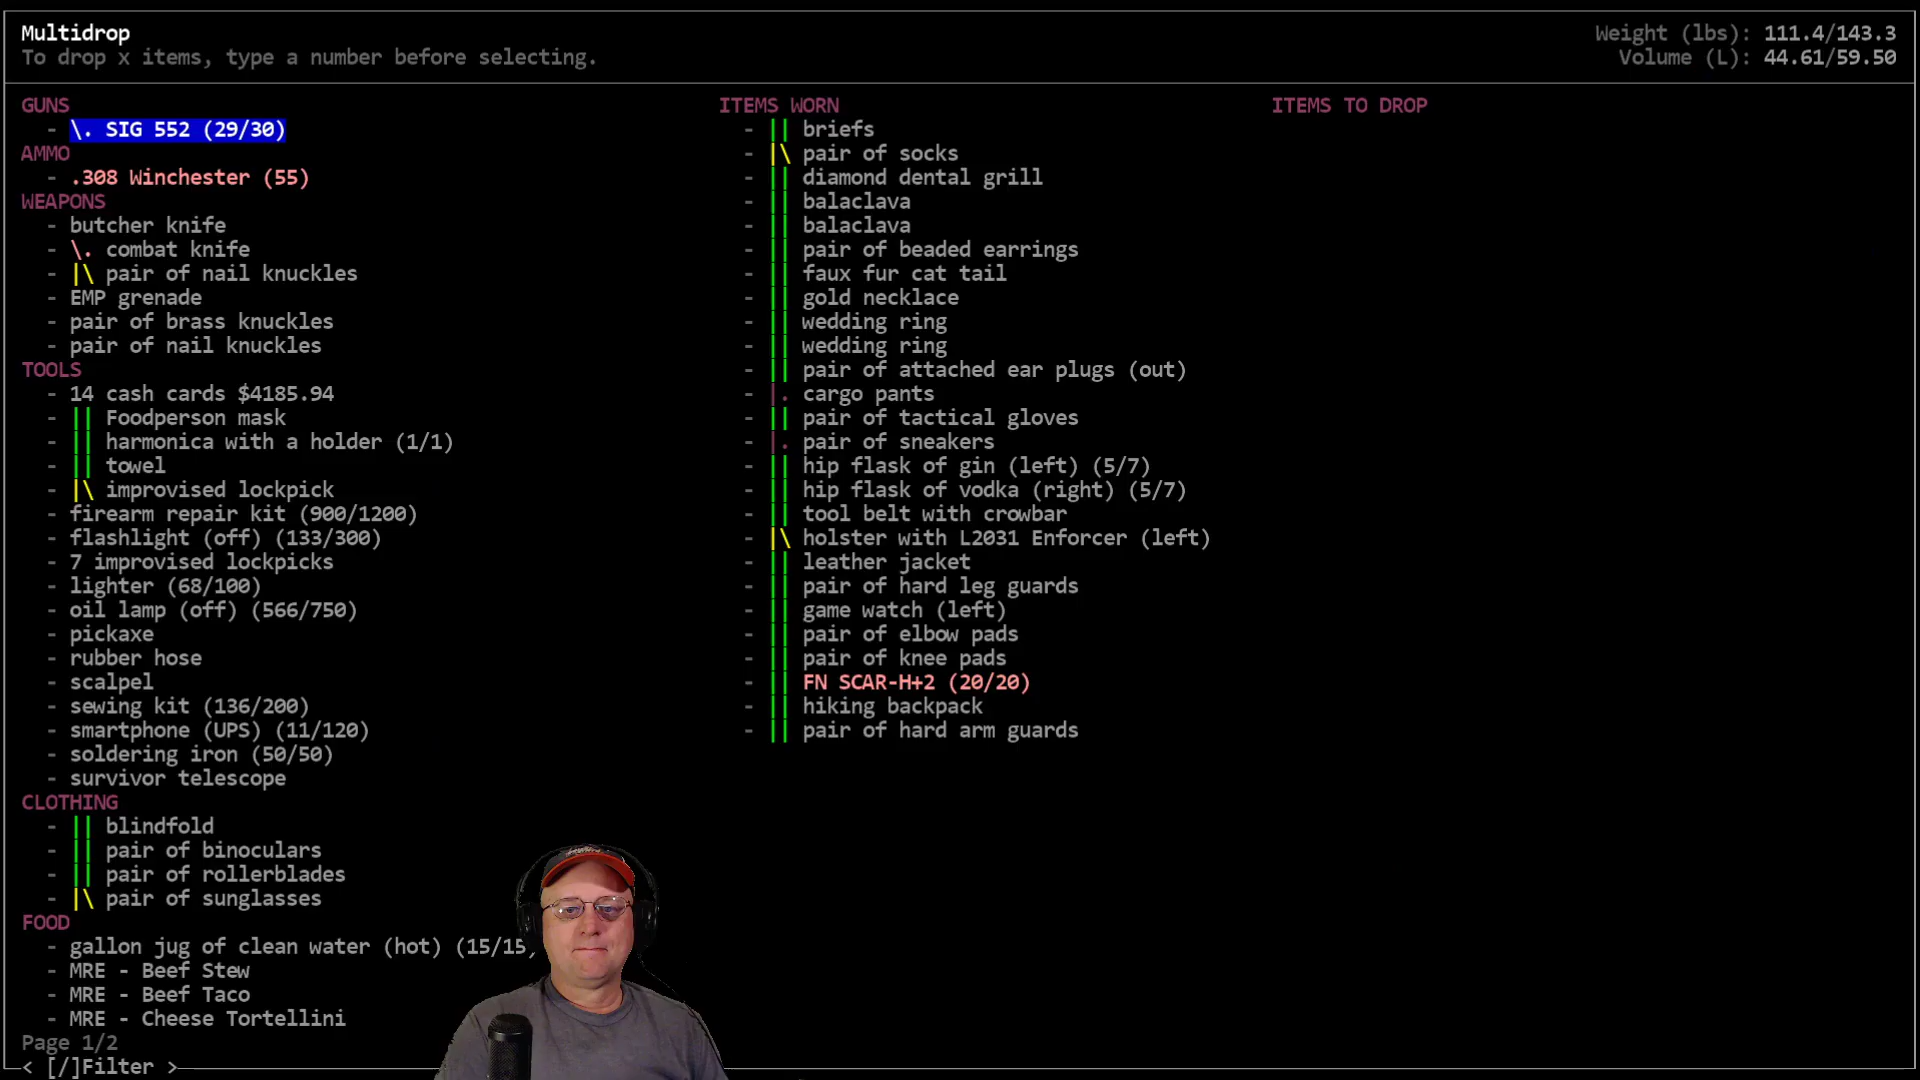 Multidrop
To drop x items, type a number before selecting.
Weight (lbs): 111.4/143.3
Volume (L): 44.61/59.50
GUNS
- \. SIG 552 (29/30)
AMMO
- .308 Winchester (55)
WEAPONS
- butcher knife
- \. combat knife
- |\ pair of nail knuckles
- EMP grenade
- pair of brass knuckles
- pair of nail knuckles
TOOLS
- 14 cash cards $4185.94
- || Foodperson mask
- || harmonica with a holder (1/1)
- || towel
- |\ improvised lockpick
- firearm repair kit (900/1200)
- flashlight (off) (133/300)
- 7 improvised lockpicks
- lighter (68/100)
- oil lamp (off) (566/750)
- pickaxe
- rubber hose
- scalpel
- sewing kit (136/200)
- smartphone (UPS) (11/120)
- soldering iron (50/50)
- survivor telescope
CLOTHING
- || blindfold
- || pair of binoculars
- || pair of rollerblades
- |\ pair of sunglasses
FOOD
- gallon jug of clean water (hot) (15/15)
- MRE - Beef Stew
- MRE - Beef Taco
- MRE - Cheese Tortellini
Page 1/2
< [/]Filter >
ITEMS WORN
- || briefs
- |\ pair of socks
- || diamond dental grill
- || balaclava
- || balaclava
- || pair of beaded earrings
- || faux fur cat tail
- || gold necklace
- || wedding ring
- || wedding ring
- || pair of attached ear plugs (out)
- |. cargo pants
- || pair of tactical gloves
- |. pair of sneakers
- || hip flask of gin (left) (5/7)
- || hip flask of vodka (right) (5/7)
- || tool belt with crowbar
- |\ holster with L2031 Enforcer (left)
- || leather jacket
- || pair of hard leg guards
- || game watch (left)
- || pair of elbow pads
- || pair of knee pads
- || FN SCAR-H+2 (20/20)
- || hiking backpack
- || pair of hard arm guards
ITEMS TO DROP